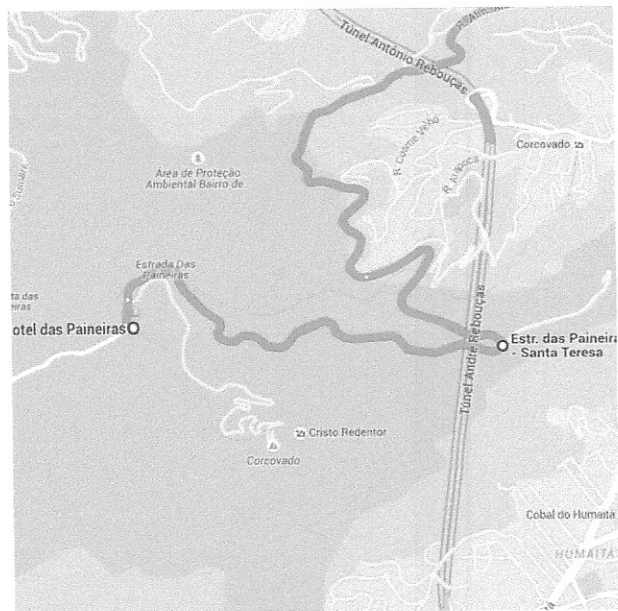 Túnel Antônio Rebouças
Corcovado
R. Cosme Velho
R. Ararpoca
Área de Proteção
Ambiental Bairro de
Estrada Das
Paineiras
otel das Paineiras
Estr. das Paineira
- Santa Teresa
Túnel André Rebouças
Cristo Redentor
Corcovado
Cobal do Humaitá
HUMAITÁ